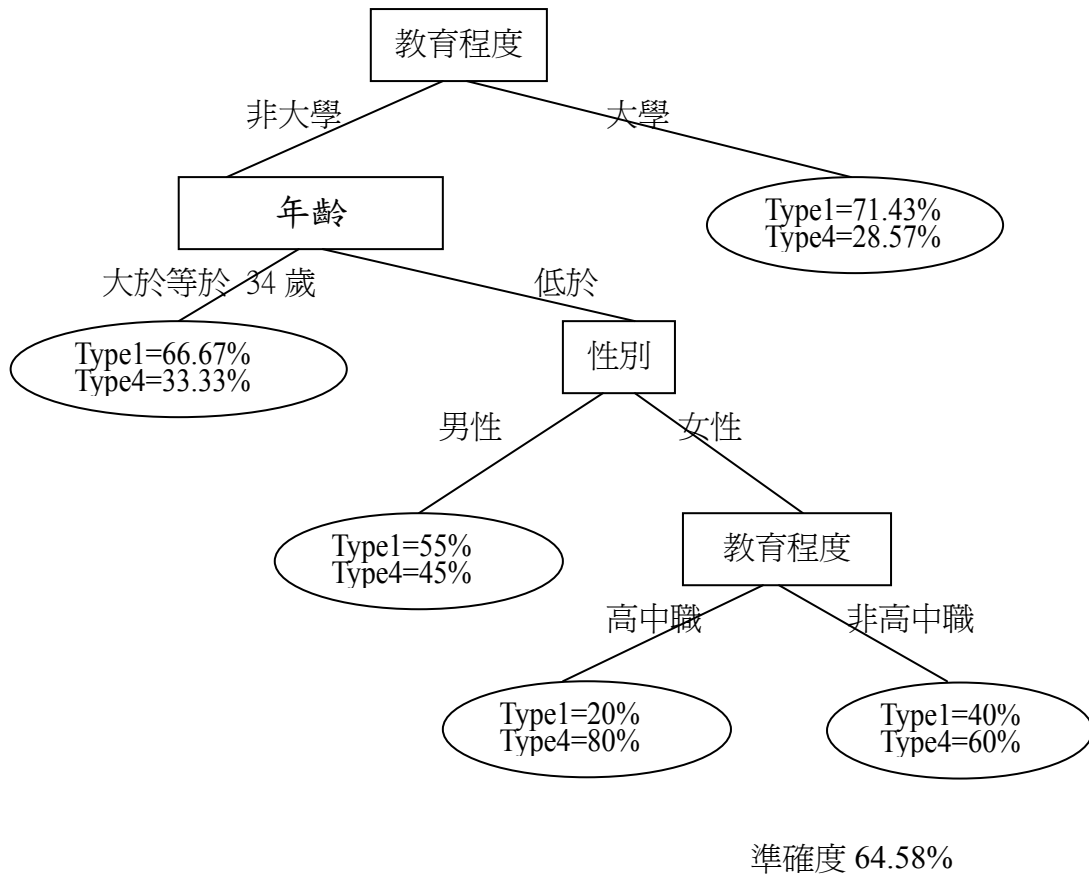 教育程度
非大學
大學
年齡
Type1=71.43%
Type4=28.57%
大於等於 34 歲
低於
Type1=66.67%
Type4=33.33%
性別
男性
女性
Type1=55%
Type4=45%
教育程度
高中職
非高中職
Type1=20%
Type4=80%
Type1=40%
Type4=60%
準確度 64.58%